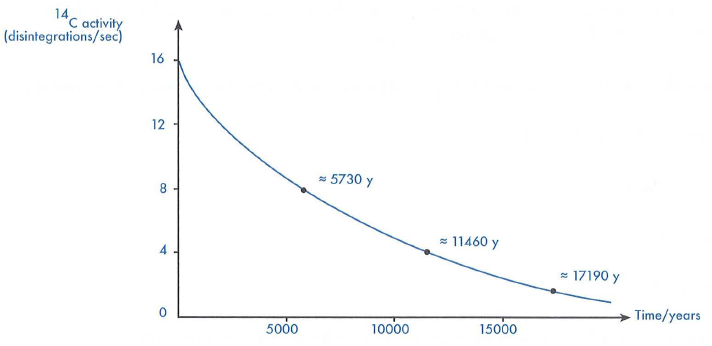 14C activity
(disintegrations/sec)
16
12
8
4
0
≈ 5730 y
≈ 11460 y
≈ 17190 y
5000
10000
15000
Time/years